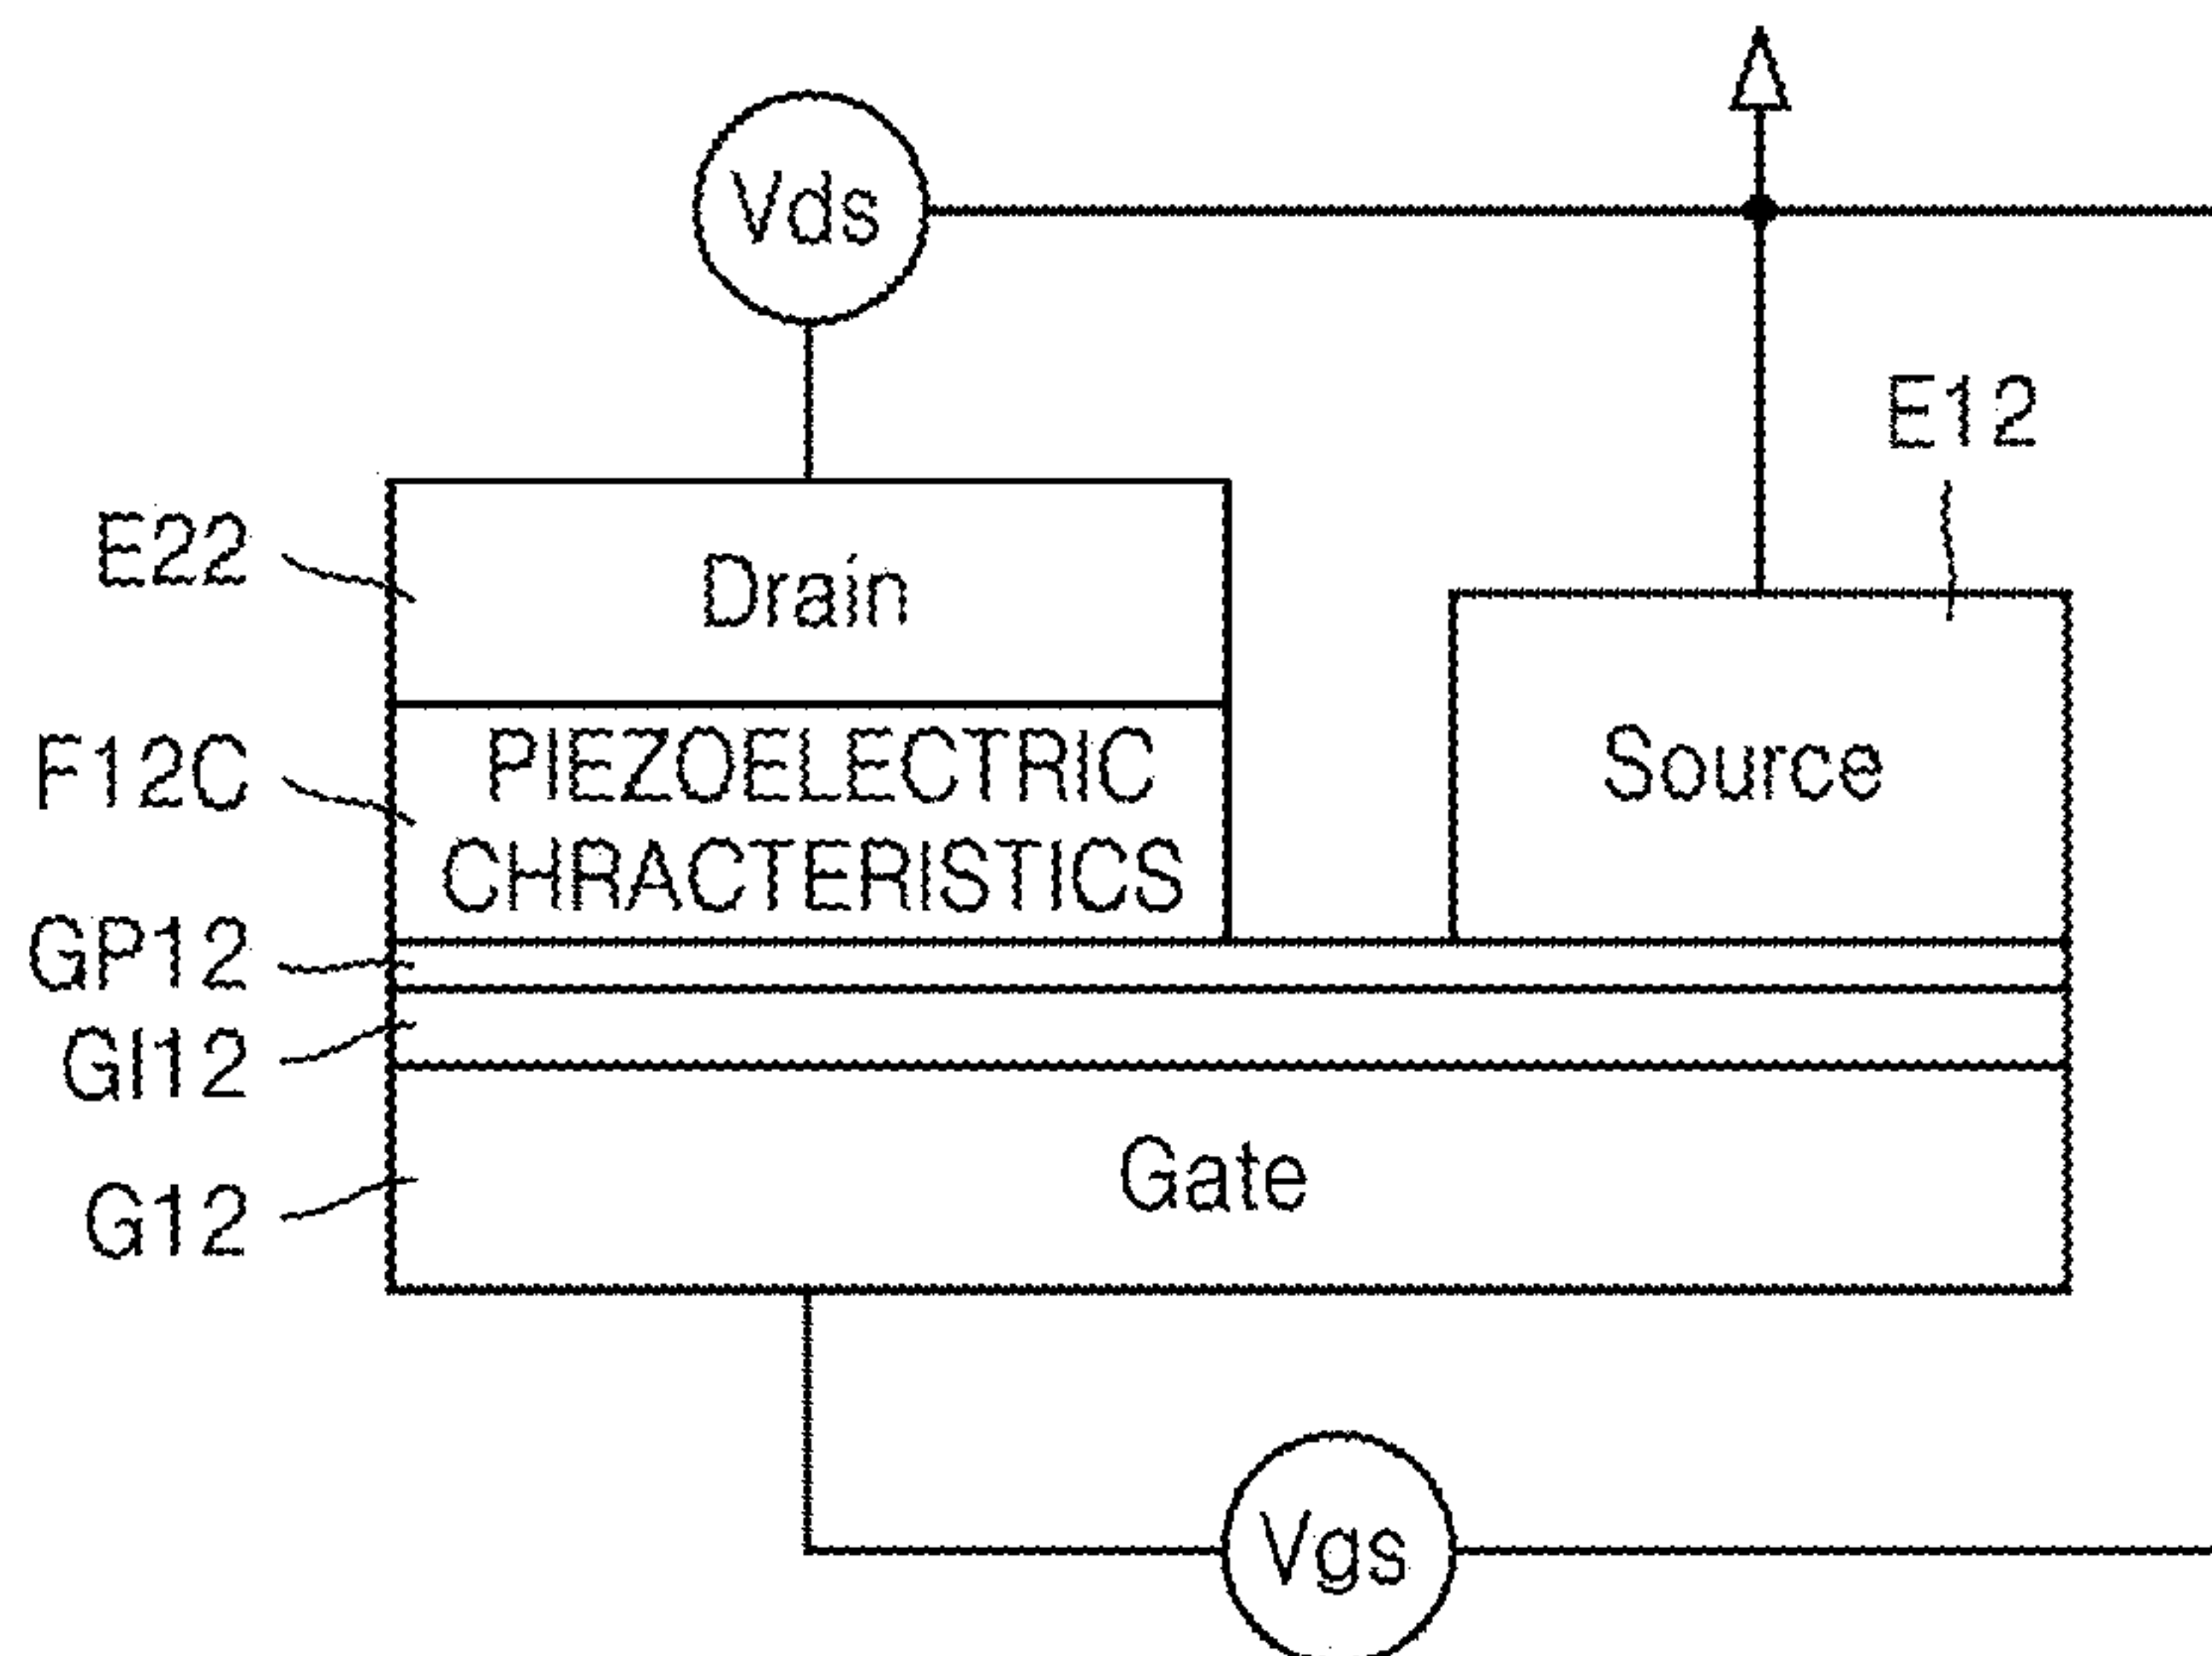 Vds
E12
E22
Drain
F12C
PIEZOELECTRIC
CHRACTERISTICS
Source
GP12
GI12
G12
Gate
Vgs